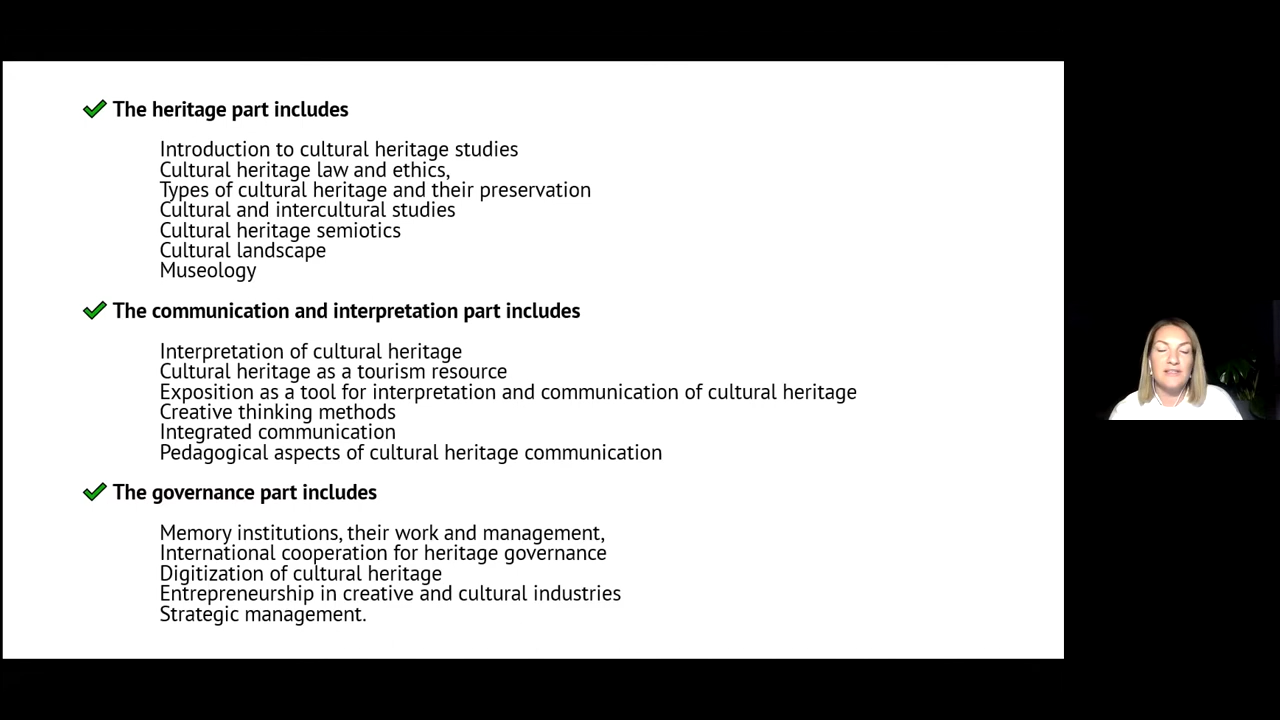 The heritage part includes
Introduction to cultural heritage studies
Cultural heritage law and ethics,
Types of cultural heritage and their preservation
Cultural and intercultural studies
Cultural heritage semiotics
Cultural landscape
Museology
The communication and interpretation part includes
Interpretation of cultural heritage
Cultural heritage as a tourism resource
Exposition as a tool for interpretation and communication of cultural heritage
Creative thinking methods
Integrated communication
Pedagogical aspects of cultural heritage communication
The governance part includes
Memory institutions, their work and management,
International cooperation for heritage governance
Digitization of cultural heritage
Entrepreneurship in creative and cultural industries
Strategic management.